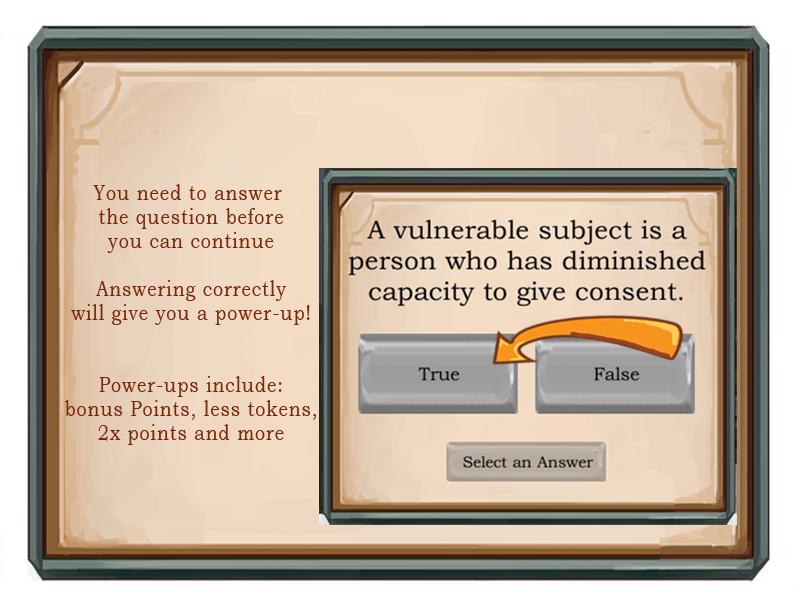 You need to answer
the question before
you can continue
Answering correctly
will give you a power-up!
Power-ups include:
bonus Points, less tokens,
2x points and more
A vulnerable subject is a
person who has diminished
capacity to give consent.
True
False
Select an Answer